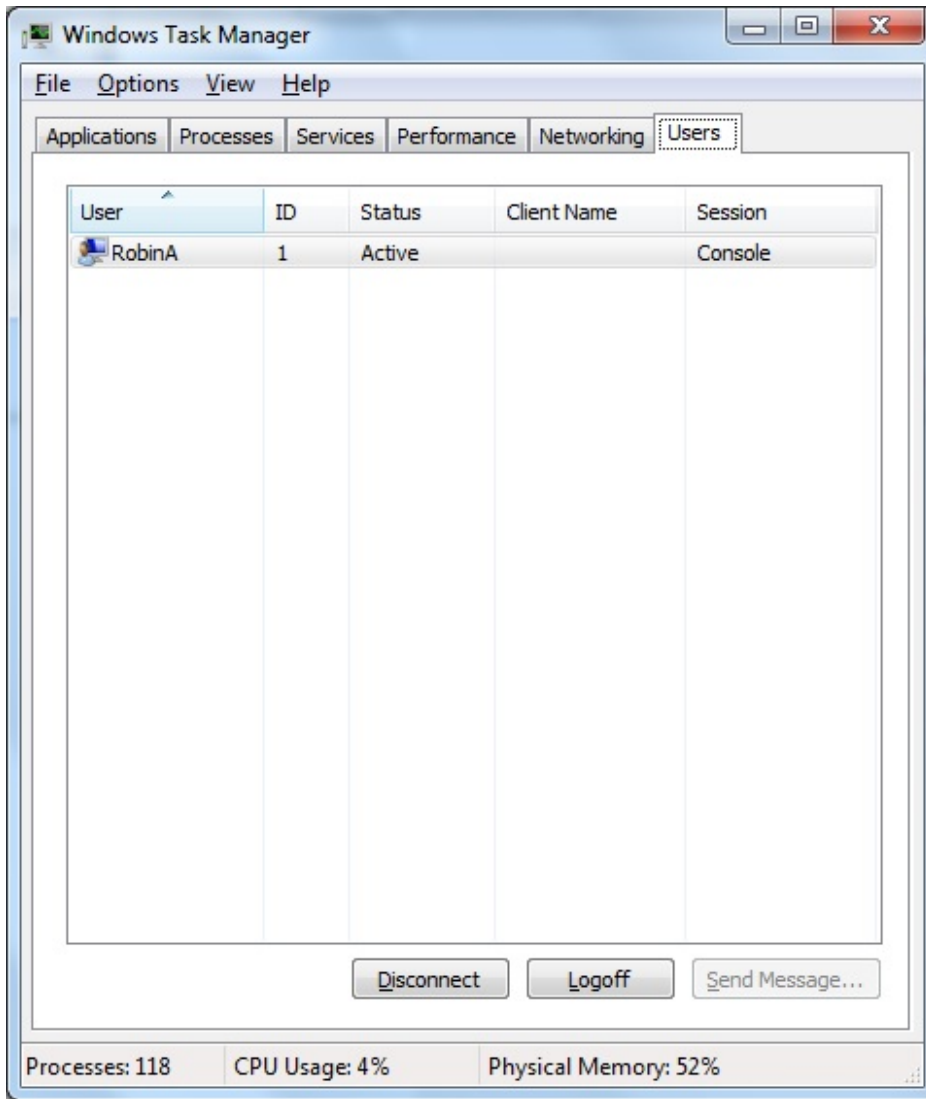 Windows Task Manager
File Options View Help
Applications Processes Services Performance Networking Users
User ID Status Client Name Session
RobinA 1 Active Console
Disconnect Logoff Send Message...
Processes: 118 CPU Usage: 4% Physical Memory: 52%